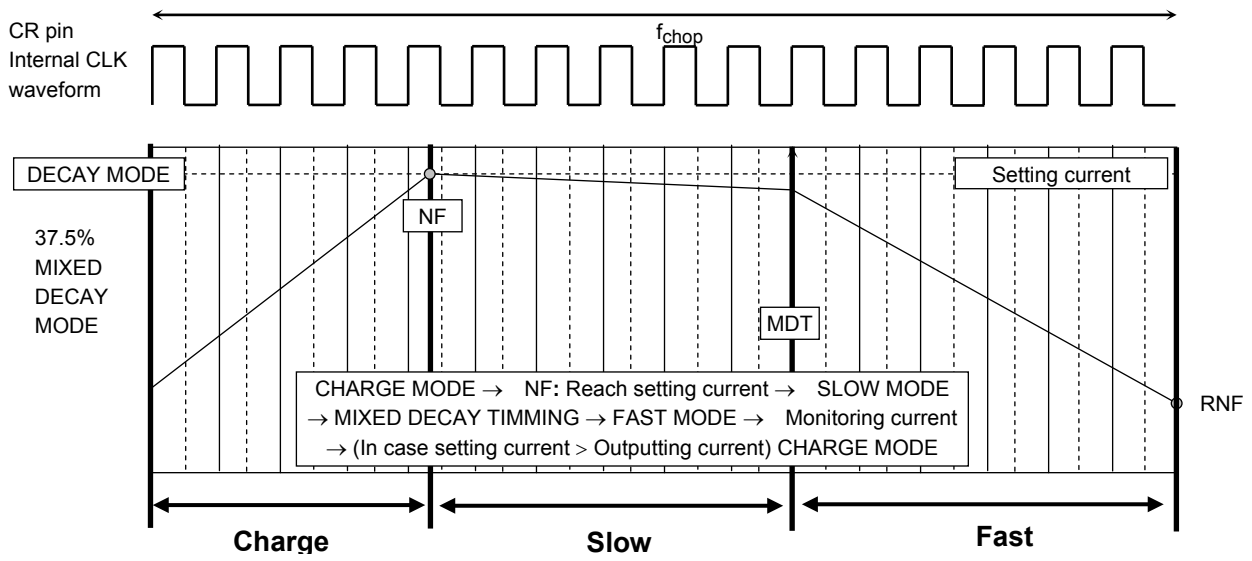 CR pin
Internal CLK
waveform
fchop
DECAY MODE
Setting current
NF
37.5%
MIXED
DECAY
MODE
MDT
CHARGE MODE → NF: Reach setting current → SLOW MODE
→ MIXED DECAY TIMMING → FAST MODE → Monitoring current
→ (In case setting current > Outputting current) CHARGE MODE
RNF
Charge
Slow
Fast